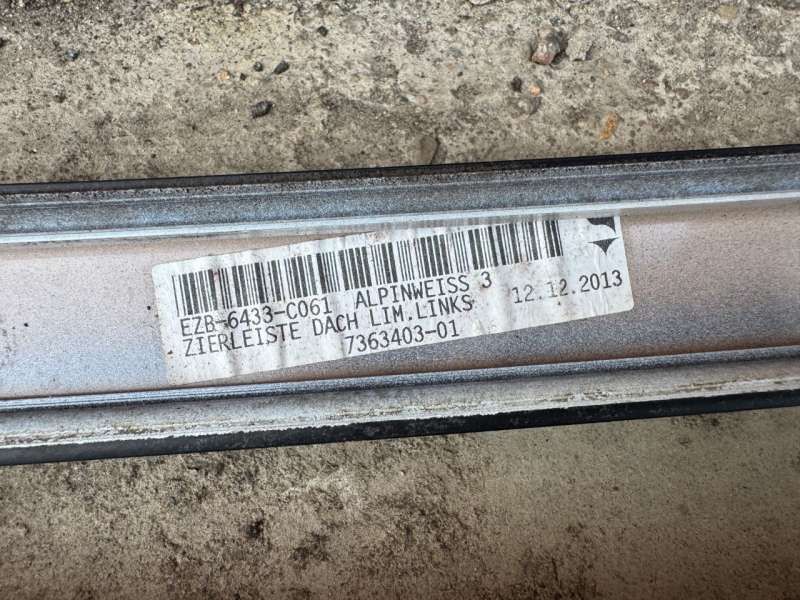 EZB-6433-C061 ALPINWEISS 3 12.12.2013
ZIERLEISTE DACH LIM.LINKS
7363403-01